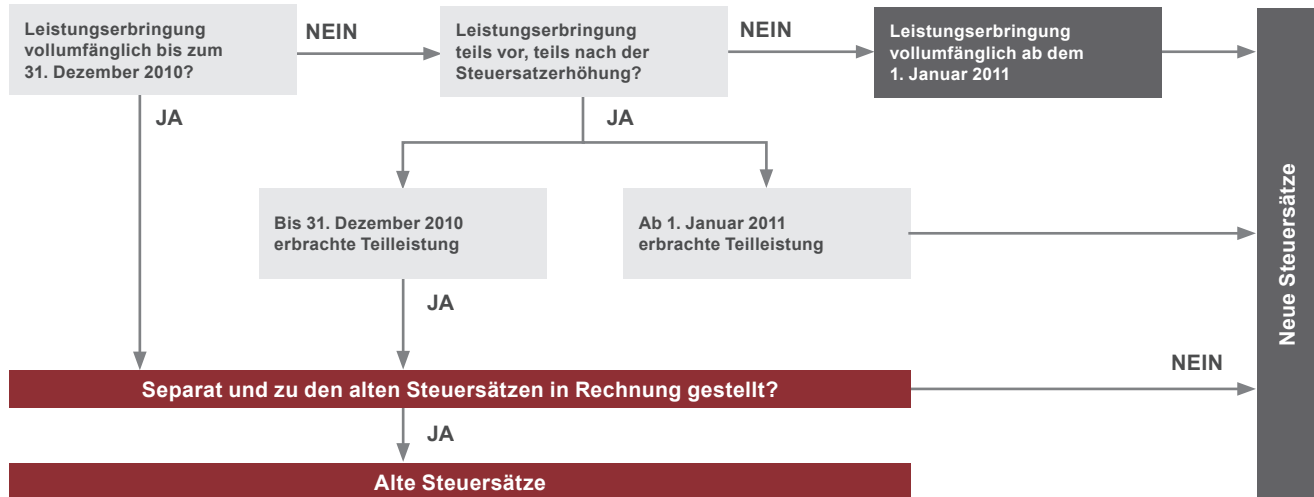 Leistungserbringung
vollumfänglich bis zum
31. Dezember 2010?
NEIN
Leistungserbringung
teils vor, teils nach der
Steuersatzerhöhung?
NEIN
Leistungserbringung
vollumfänglich ab dem
1. Januar 2011
JA
JA
Bis 31. Dezember 2010
erbrachte Teilleistung
Ab 1. Januar 2011
erbrachte Teilleistung
JA
Separat und zu den alten Steuersätzen in Rechnung gestellt?
NEIN
JA
Alte Steuersätze
Neue Steuersätze